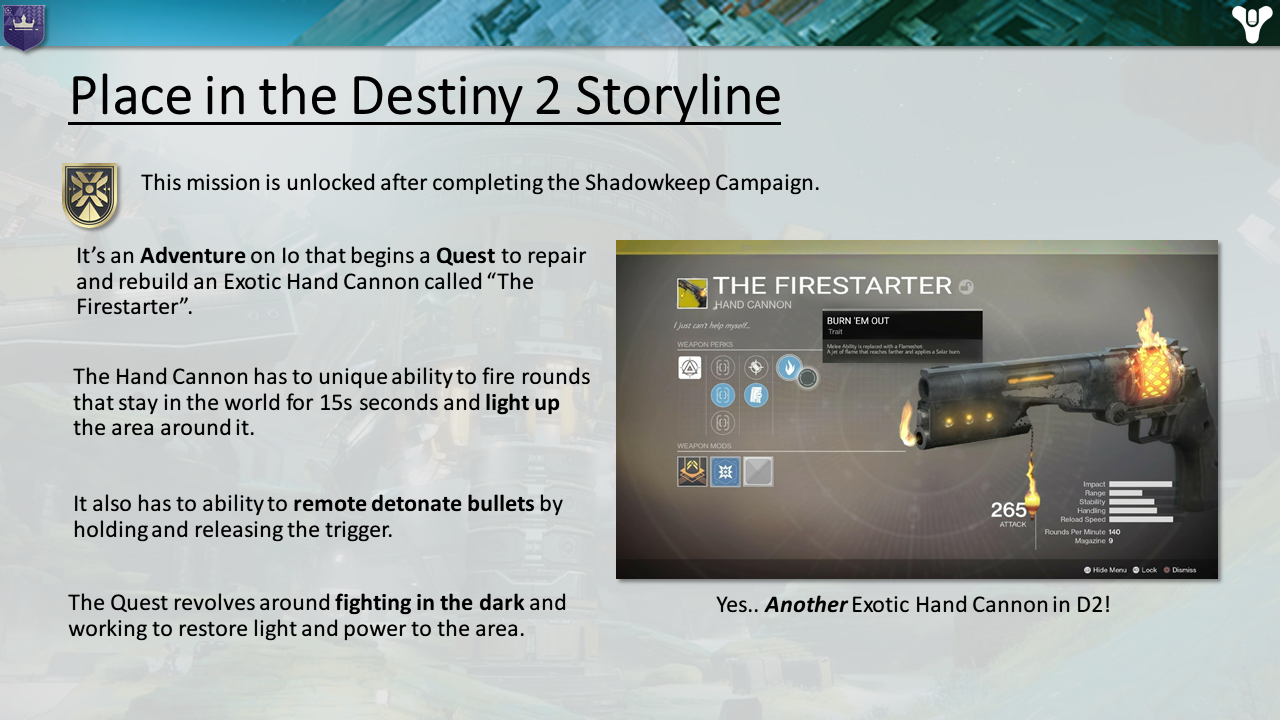 Place in the Destiny 2 Storyline
This mission is unlocked after completing the Shadowkeep Campaign.
It’s an Adventure on Io that begins a Quest to repair
and rebuild an Exotic Hand Cannon called “The
Firestarter”.
The Hand Cannon has to unique ability to fire rounds
that stay in the world for 15s seconds and light up
the area around it.
It also has to ability to remote detonate bullets by
holding and releasing the trigger.
The Quest revolves around fighting in the dark and
working to restore light and power to the area.
THE FIRESTARTER
HAND CANNON
I just can't help myself...
BURN 'EM OUT
Trait
Melee Ability is replaced with a Flameshot
A jet of flame that reaches farther and applies a Solar burn
WEAPON PERKS
WEAPON MODS
265
ATTACK
Impact
Range
Stability
Handling
Reload Speed
Rounds Per Minute 140
Magazine 9
Hide Menu Lock Dismiss
Yes.. Another Exotic Hand Cannon in D2!